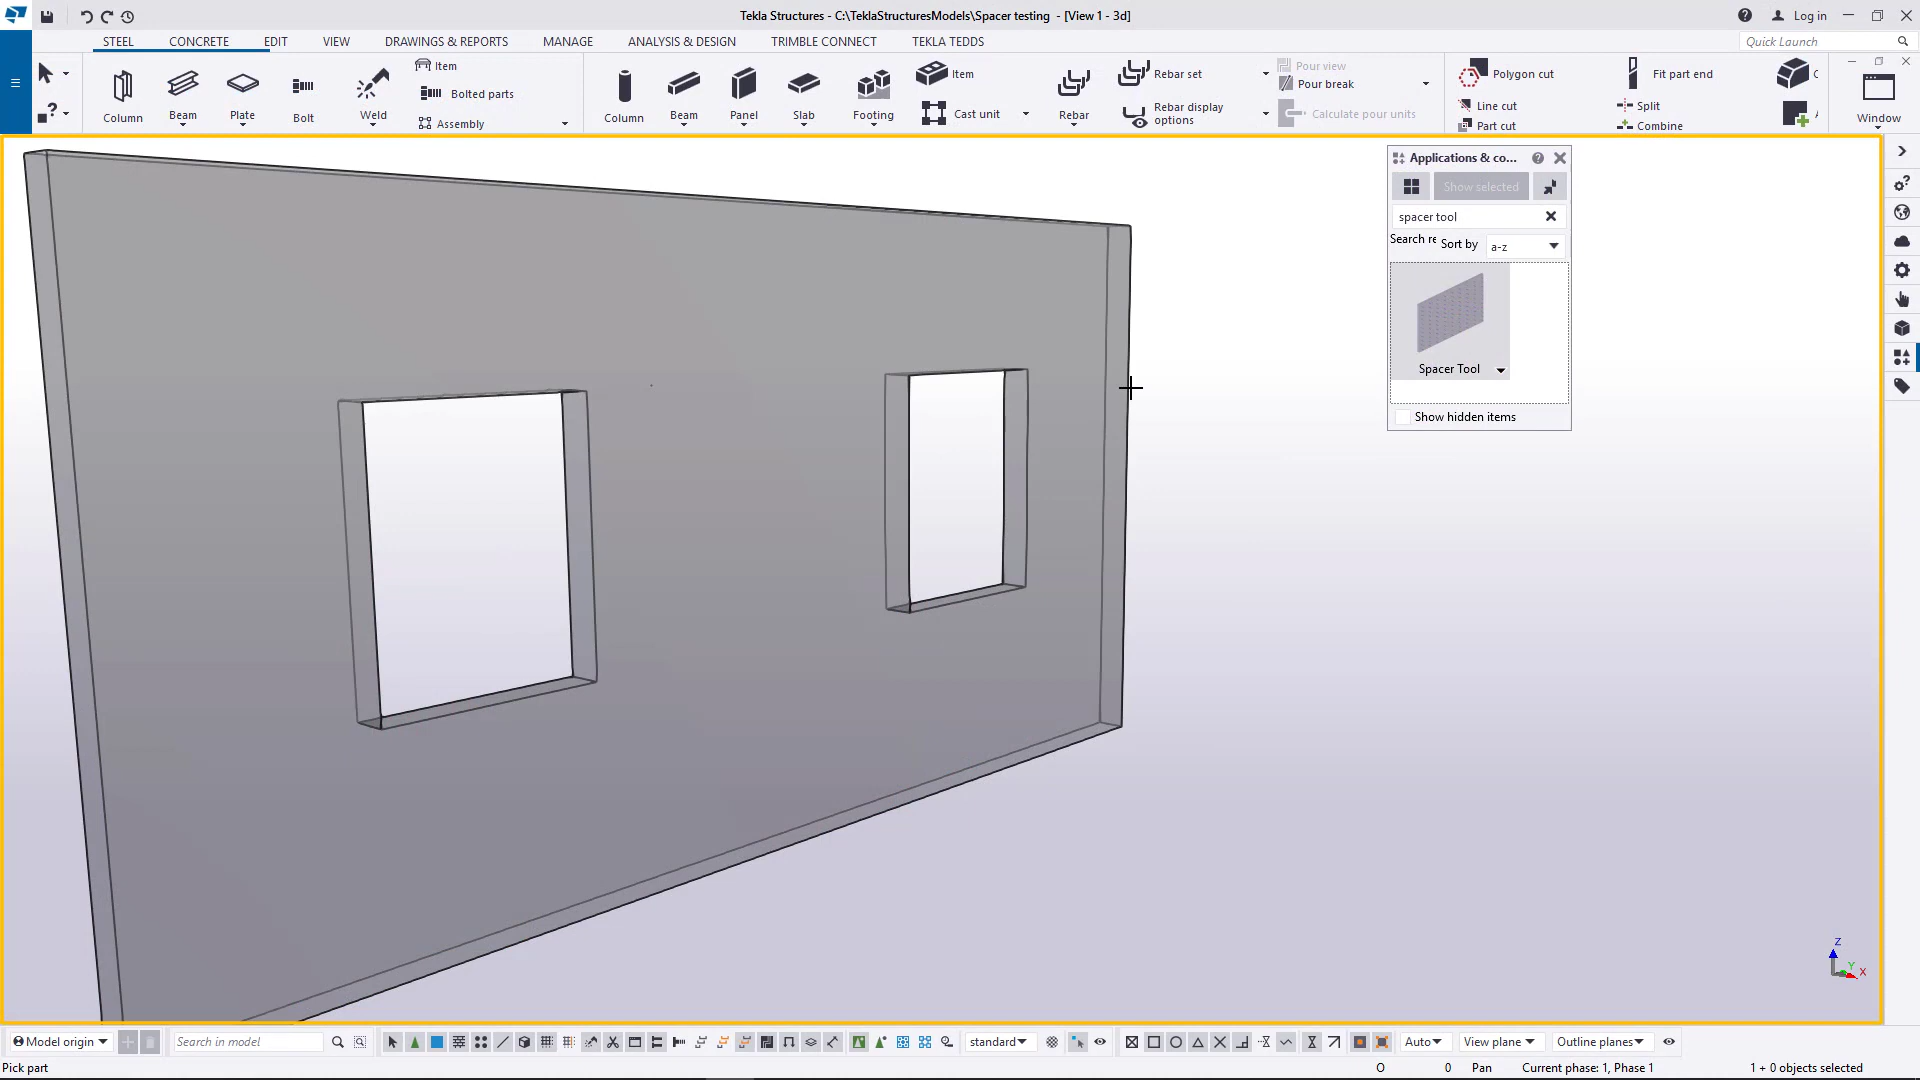 Tekla Structures - C:\TeklaStructuresModels\Spacer testing - [View 1 - 3d]
Log in
STEEL
CONCRETE
EDIT
VIEW
DRAWINGS & REPORTS
MANAGE
ANALYSIS & DESIGN
TRIMBLE CONNECT
TEKLA TEDDS
Quick Launch
Column
Beam
Plate
Bolt
Weld
Item
Bolted parts
Assembly
Column
Beam
Panel
Slab
Footing
Item
Cast unit
Rebar
Rebar set
Rebar display
options
Pour view
Pour break
Calculate pour units
Polygon cut
Line cut
Part cut
Fit part end
Split
Combine
Window
Applications & co...
Show selected
spacer tool
Search re
Sort by
a-z
Spacer Tool
Show hidden items
Z
Y
X
Model origin
Search in model
standard
Auto
View plane
Outline planes
Pick part
O
0
Pan
Current phase: 1, Phase 1
1 + 0 objects selected